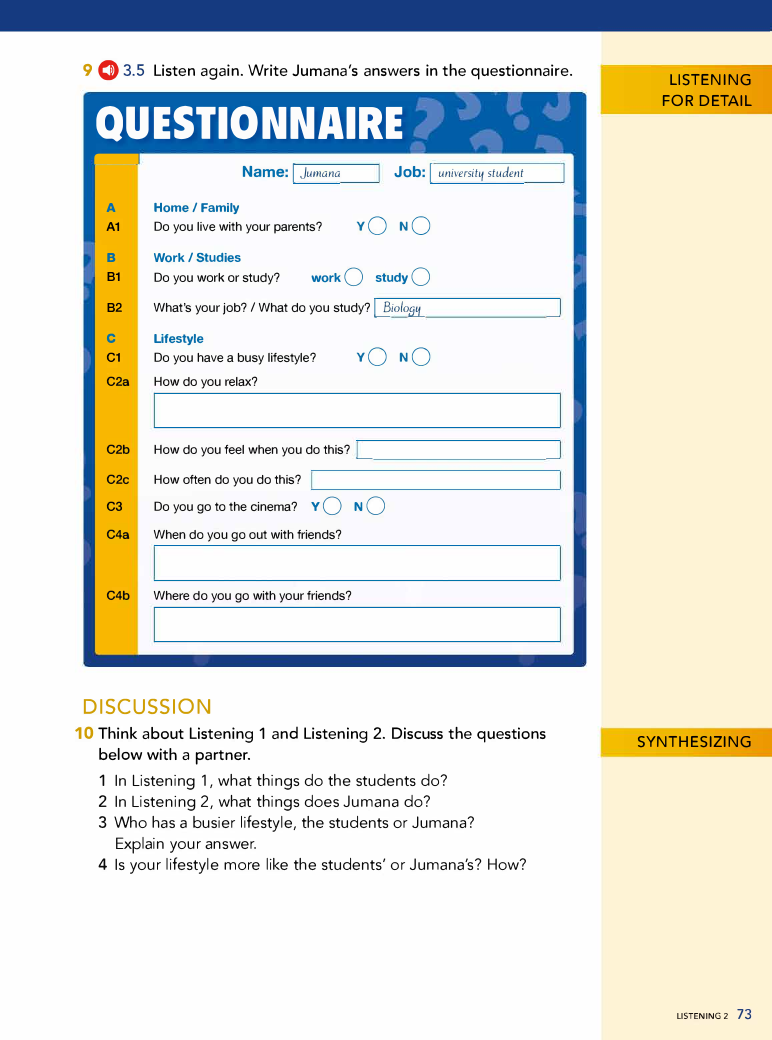 9 3.5 Listen again. Write Jumana's answers in the questionnaire.
LISTENING
FOR DETAIL
QUESTIONNAIRE
Name: Jumana Job: university student
A Home / Family
A1 Do you live with your parents? Y N
B Work / Studies
B1 Do you work or study? work study
B2 What's your job? / What do you study? Biology
C Lifestyle
C1 Do you have a busy lifestyle? Y N
C2a How do you relax?
C2b How do you feel when you do this?
C2c How often do you do this?
C3 Do you go to the cinema? Y N
C4a When do you go out with friends?
C4b Where do you go with your friends?
DISCUSSION
10 Think about Listening 1 and Listening 2. Discuss the questions
below with a partner.
SYNTHESIZING
1 In Listening 1, what things do the students do?
2 In Listening 2, what things does Jumana do?
3 Who has a busier lifestyle, the students or Jumana?
Explain your answer.
4 Is your lifestyle more like the students' or Jumana's? How?
LISTENING 2 73